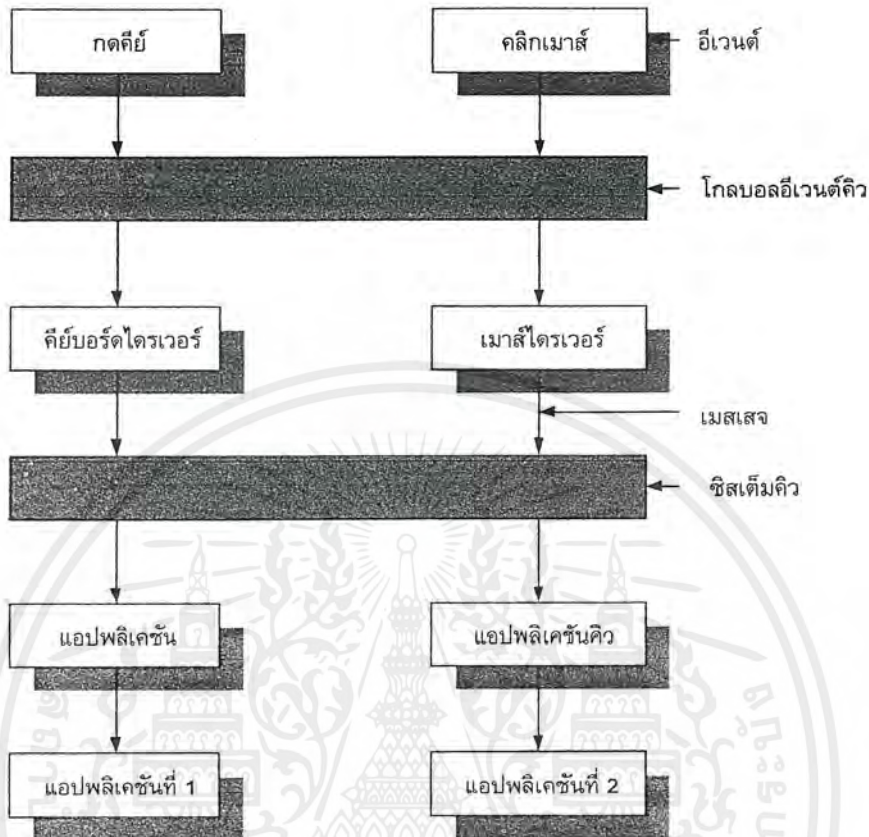 กดคีย์
คลิกเมาส์
อีเวนต์
โกลบอลอีเวนต์คิว
คีย์บอร์ดไดรเวอร์
เมาส์ไดรเวอร์
เมสเสจ
ซิสเต็มคิว
แอปพลิเคชัน
แอปพลิเคชันคิว
แอปพลิเคชันที่ 1
แอปพลิเคชันที่ 2